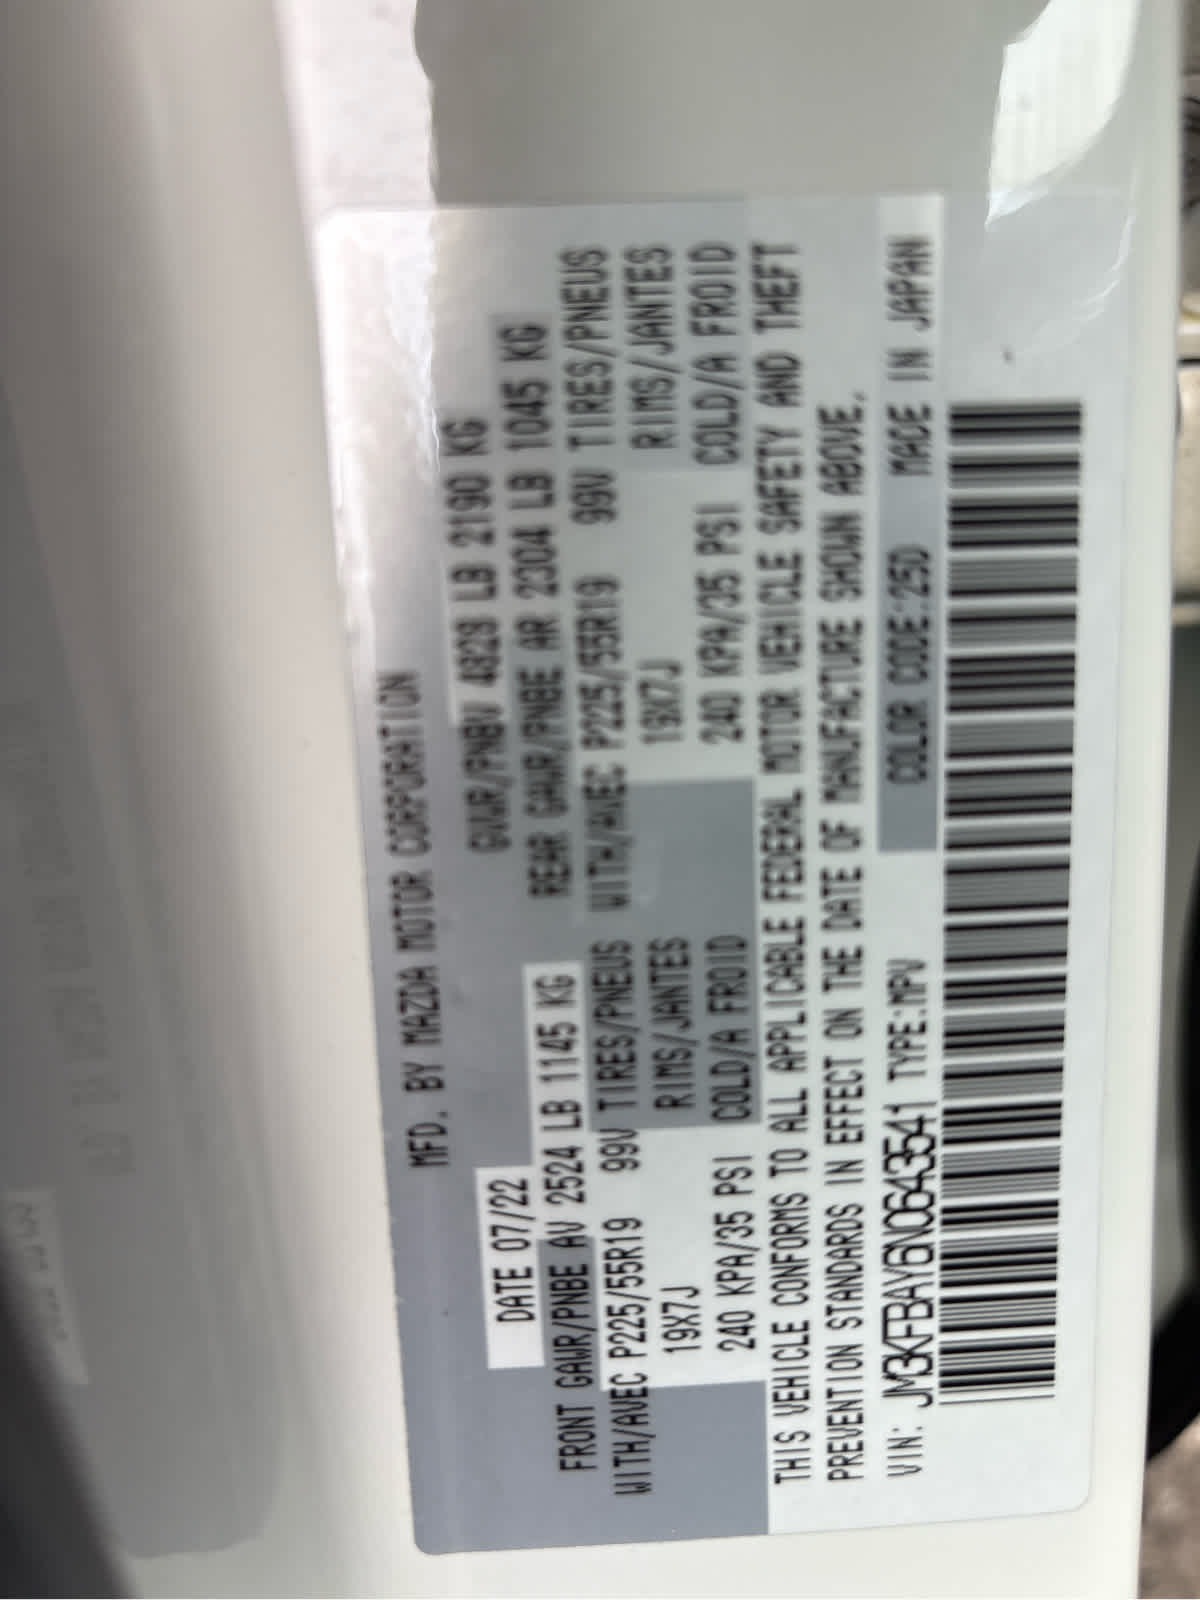 MFD. BY MAZDA MOTOR CORPORATION
DATE 07/22 GVWR/PNBV 4828 LB 2190 KG
FRONT GAWR/PNBE AV 2524 LB 1145 KG REAR GAWR/PNBE AR 2304 LB 1045 KG
WITH/AVEC P225/55R19 99V TIRES/PNEUS WITH/AVEC P225/55R19 99V TIRES/PNEUS
19X7J RIMS/JANTES 19X7J RIMS/JANTES
240 KPA/35 PSI COLD/A FROID 240 KPA/35 PSI COLD/A FROID
THIS VEHICLE CONFORMS TO ALL APPLICABLE FEDERAL MOTOR VEHICLE SAFETY AND THEFT
PREVENTION STANDARDS IN EFFECT ON THE DATE OF MANUFACTURE SHOWN ABOVE.
VIN: JM3KFBAY6N0643541 TYPE:MPV COLOR CODE:25D MADE IN JAPAN